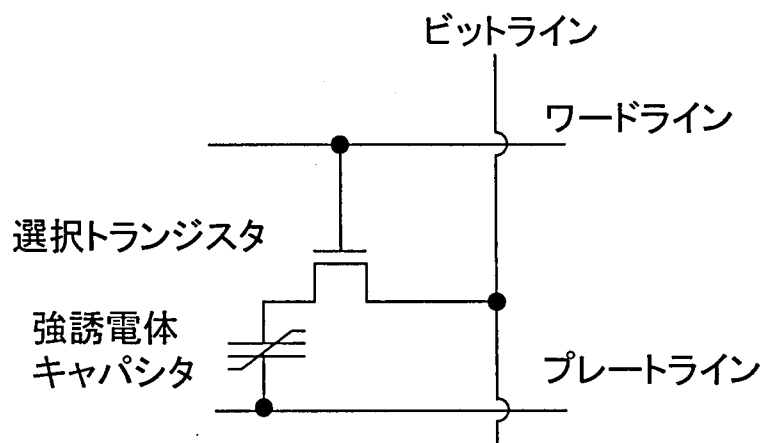 ビットライン
ワードライン
選択トランジスタ
強誘電体
キャパシタ
プレートライン